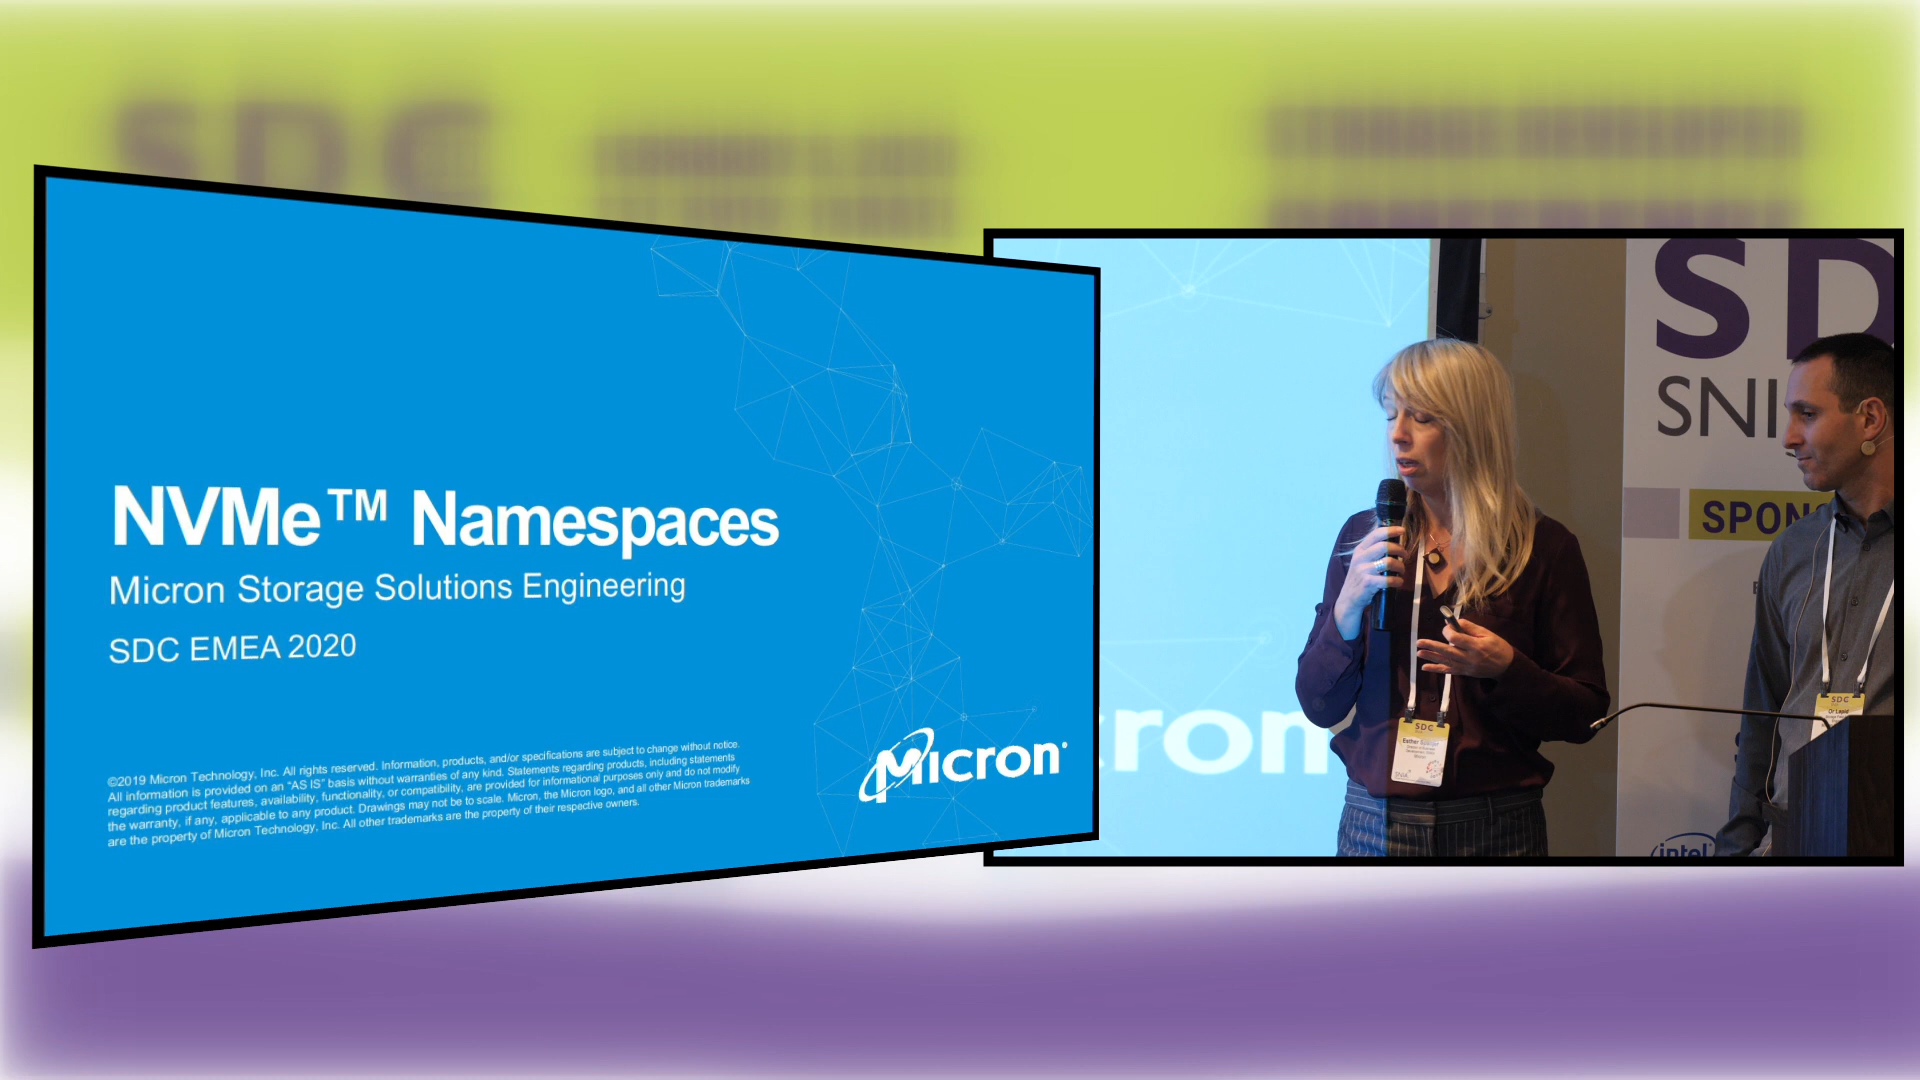 NVMe™ Namespaces
Micron Storage Solutions Engineering
SDC EMEA 2020
©2019 Micron Technology, Inc. All rights reserved. Information, products, and/or specifications are subject to change without notice.
All information is provided on an “AS IS” basis without warranties of any kind. Statements regarding products, including statements
regarding product features, availability, functionality, or compatibility, are provided for informational purposes only and do not modify
the warranty, if any, applicable to any product. Drawings may not be to scale. Micron, the Micron logo, and all other Micron trademarks
are the property of Micron Technology, Inc. All other trademarks are the property of their respective owners.
Micron
SDC
SD
SNI
SPONS
cron
SDC
Esther
SDC
intel